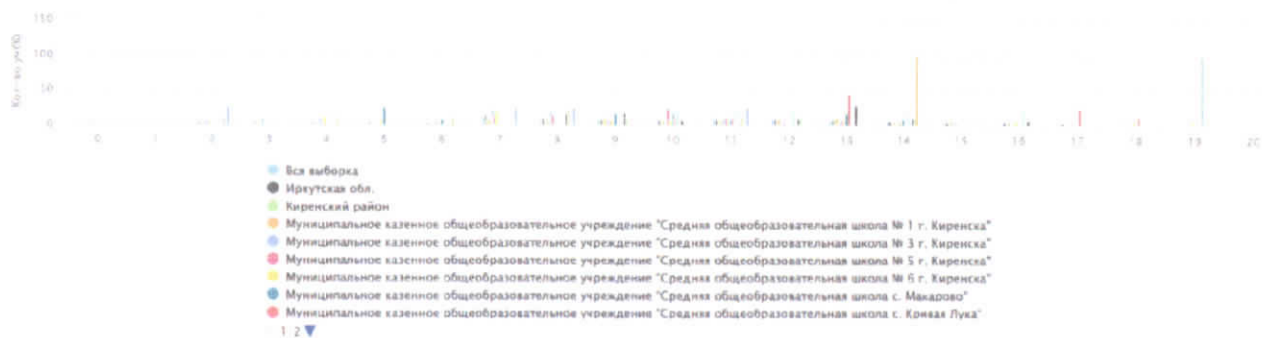 150
100
50
0
Кол-во уч(%)
0 1 2 3 4 5 6 7 8 9 10 11 12 13 14 15 16 17 18 19 20
Вся выборка
Иркутская обл.
Киренский район
Муниципальное казенное общеобразовательное учреждение "Средняя общеобразовательная школа № 1 г. Киренска"
Муниципальное казенное общеобразовательное учреждение "Средняя общеобразовательная школа № 3 г. Киренска"
Муниципальное казенное общеобразовательное учреждение "Средняя общеобразовательная школа № 5 г. Киренска"
Муниципальное казенное общеобразовательное учреждение "Средняя общеобразовательная школа № 6 г. Киренска"
Муниципальное казенное общеобразовательное учреждение "Средняя общеобразовательная школа с. Макарово"
Муниципальное казенное общеобразовательное учреждение "Средняя общеобразовательная школа с. Кривая Лука"
1 2